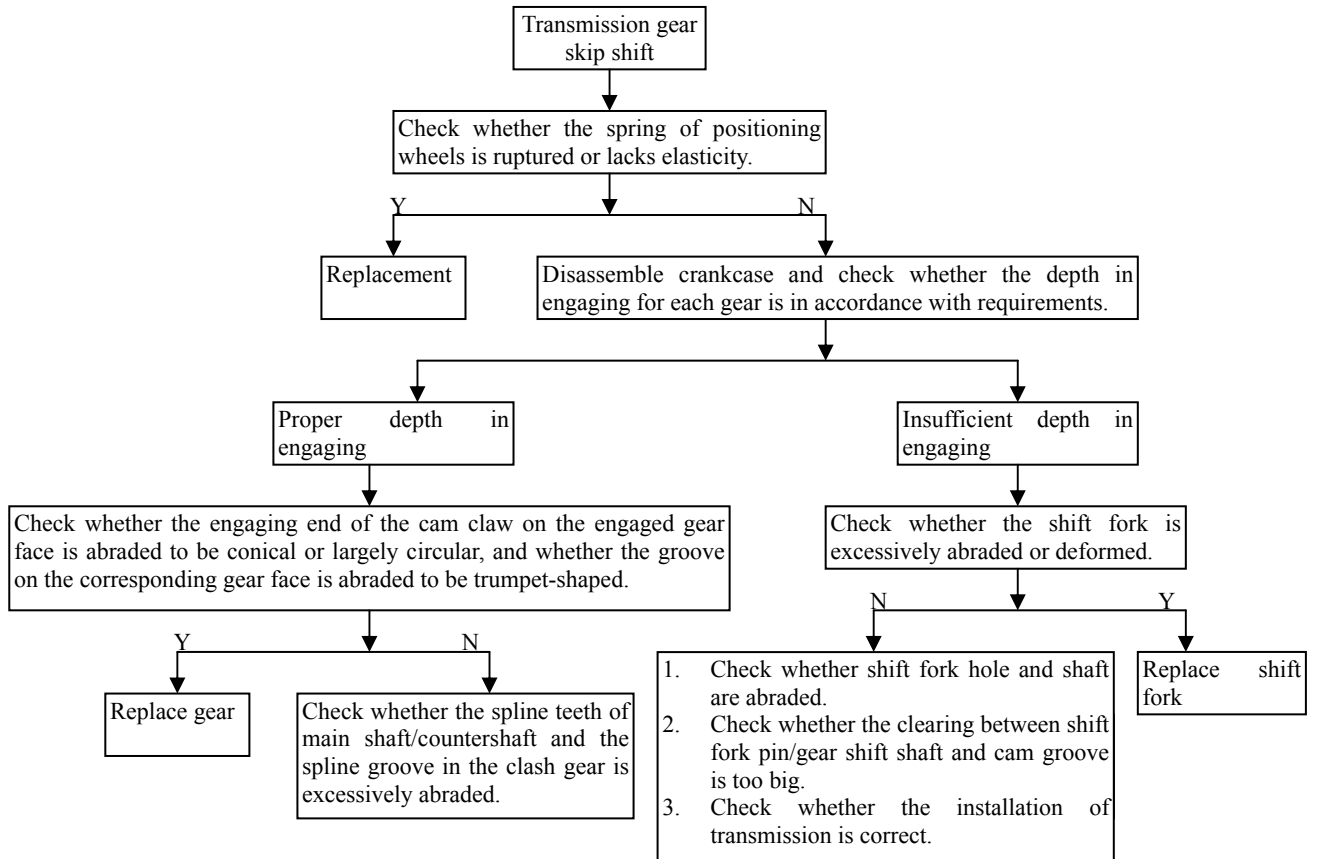 Transmission gear
skip shift
Check whether the spring of positioning
wheels is ruptured or lacks elasticity.
Y
N
Replacement
Disassemble crankcase and check whether the depth in
engaging for each gear is in accordance with requirements.
Proper depth in
engaging
Insufficient depth in
engaging
Check whether the engaging end of the cam claw on the engaged gear
face is abraded to be conical or largely circular, and whether the groove
on the corresponding gear face is abraded to be trumpet-shaped.
Check whether the shift fork is
excessively abraded or deformed.
Y
N
N
Y
Replace gear
Check whether the spline teeth of
main shaft/countershaft and the
spline groove in the clash gear is
excessively abraded.
1. Check whether shift fork hole and shaft
are abraded.
2. Check whether the clearing between shift
fork pin/gear shift shaft and cam groove
is too big.
3. Check whether the installation of
transmission is correct.
Replace shift
fork